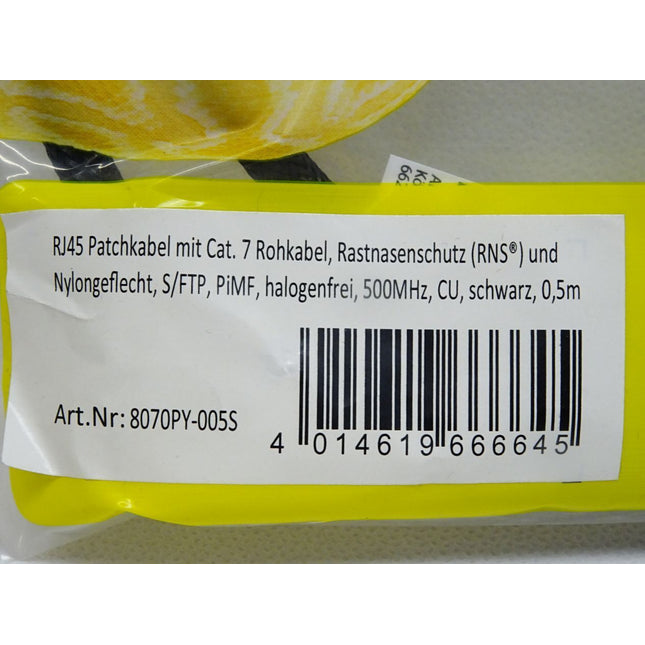 RJ45 Patchkabel mit Cat. 7 Rohkabel, Rastnasenschutz (RNS®) und
Nylongeflecht, S/FTP, PiMF, halogenfrei, 500MHz, CU, schwarz, 0,5m
Art.Nr: 8070PY-005S
4 014619 666645